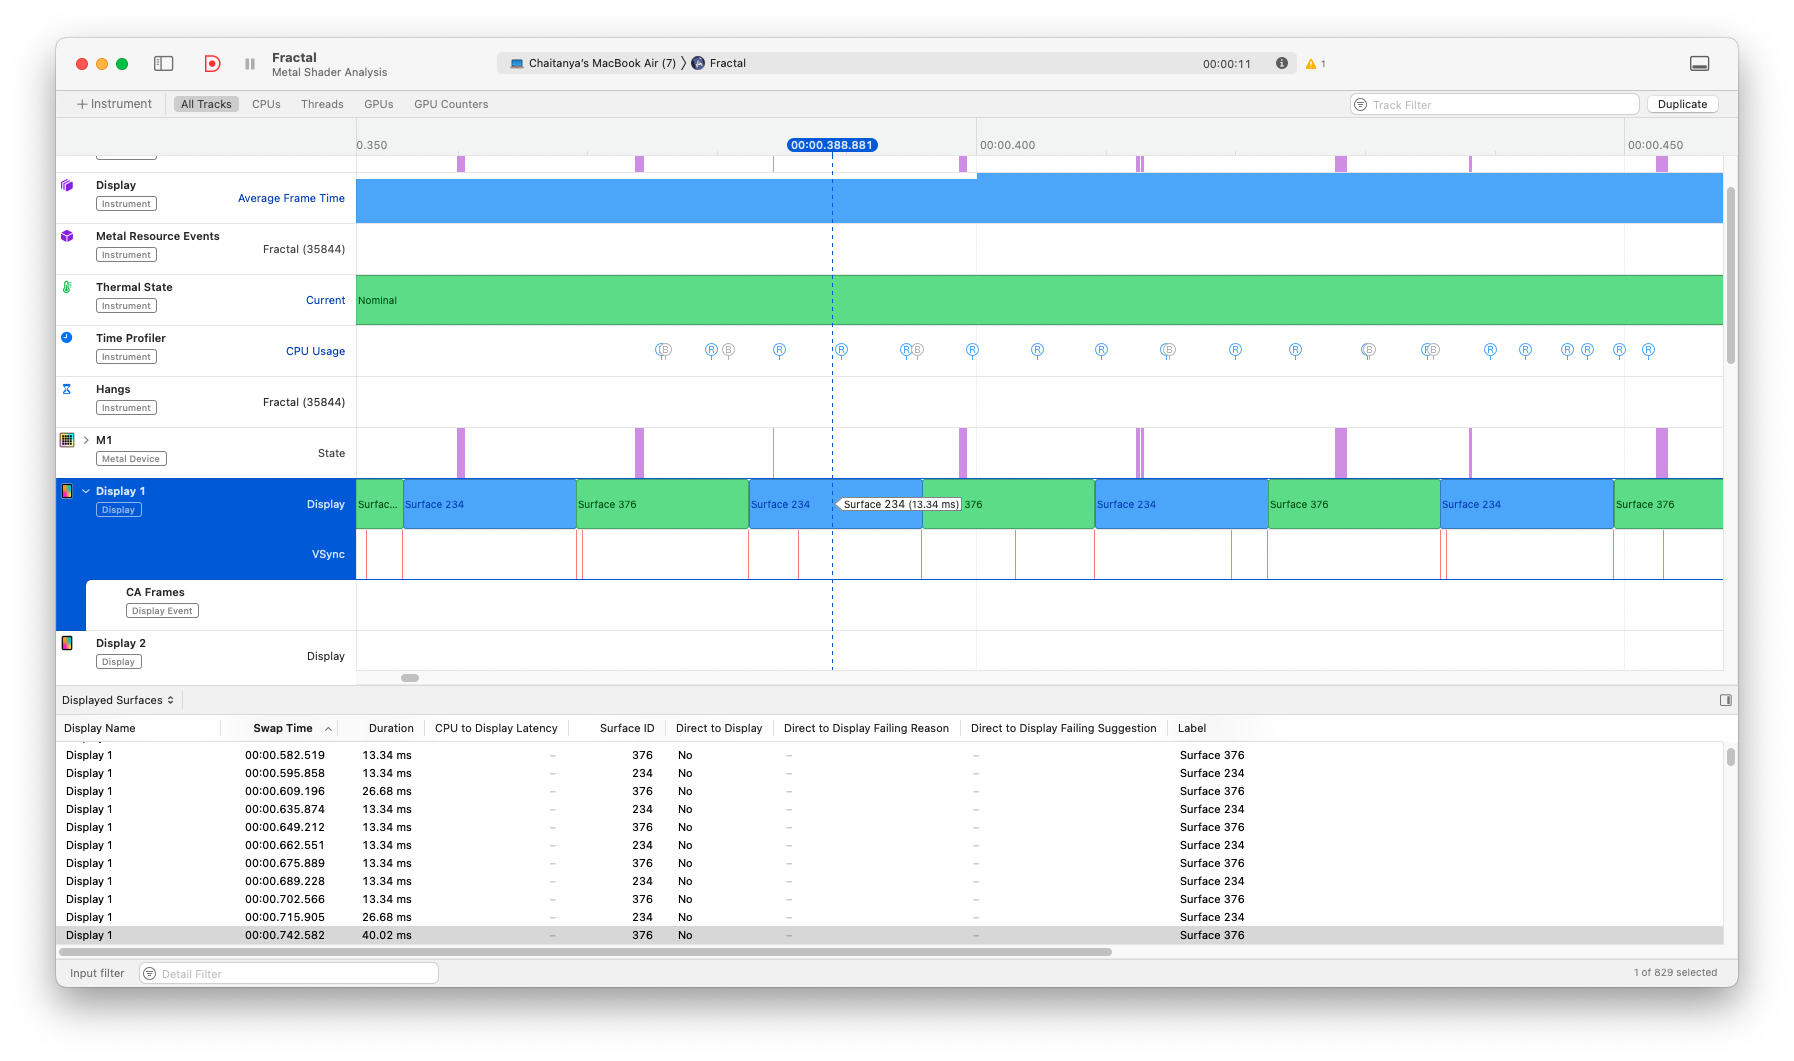 Fractal
Metal Shader Analysis
Chaitanya's MacBook Air (7) ⟩ Fractal
00:00:11
1
+ Instrument
All Tracks
CPUs
Threads
GPUs
GPU Counters
Track Filter
Duplicate
0.350
00:00.388.881
00:00.400
00:00.450
Display
Instrument
Average Frame Time
Metal Resource Events
Instrument
Fractal (35844)
Thermal State
Instrument
Current
Nominal
Time Profiler
Instrument
CPU Usage
B R B R R R B R R R B R R B R B R R R R R R
Hangs
Instrument
Fractal (35844)
M1
Metal Device
State
Display 1
Display
Display
Surfac... Surface 234 Surface 376 Surface 234 Surface 234 (13.34 ms) 376 Surface 234 Surface 376 Surface 234 Surface 376
VSync
CA Frames
Display Event
Display 2
Display
Display
Displayed Surfaces
Display Name Swap Time Duration CPU to Display Latency Surface ID Direct to Display Direct to Display Failing Reason Direct to Display Failing Suggestion Label
Display 1 00:00.582.519 13.34 ms – 376 No – – Surface 376
Display 1 00:00.595.858 13.34 ms – 234 No – – Surface 234
Display 1 00:00.609.196 26.68 ms – 376 No – – Surface 376
Display 1 00:00.635.874 13.34 ms – 234 No – – Surface 234
Display 1 00:00.649.212 13.34 ms – 376 No – – Surface 376
Display 1 00:00.662.551 13.34 ms – 234 No – – Surface 234
Display 1 00:00.675.889 13.34 ms – 376 No – – Surface 376
Display 1 00:00.689.228 13.34 ms – 234 No – – Surface 234
Display 1 00:00.702.566 13.34 ms – 376 No – – Surface 376
Display 1 00:00.715.905 26.68 ms – 234 No – – Surface 234
Display 1 00:00.742.582 40.02 ms – 376 No – – Surface 376
Input filter
Detail Filter
1 of 829 selected